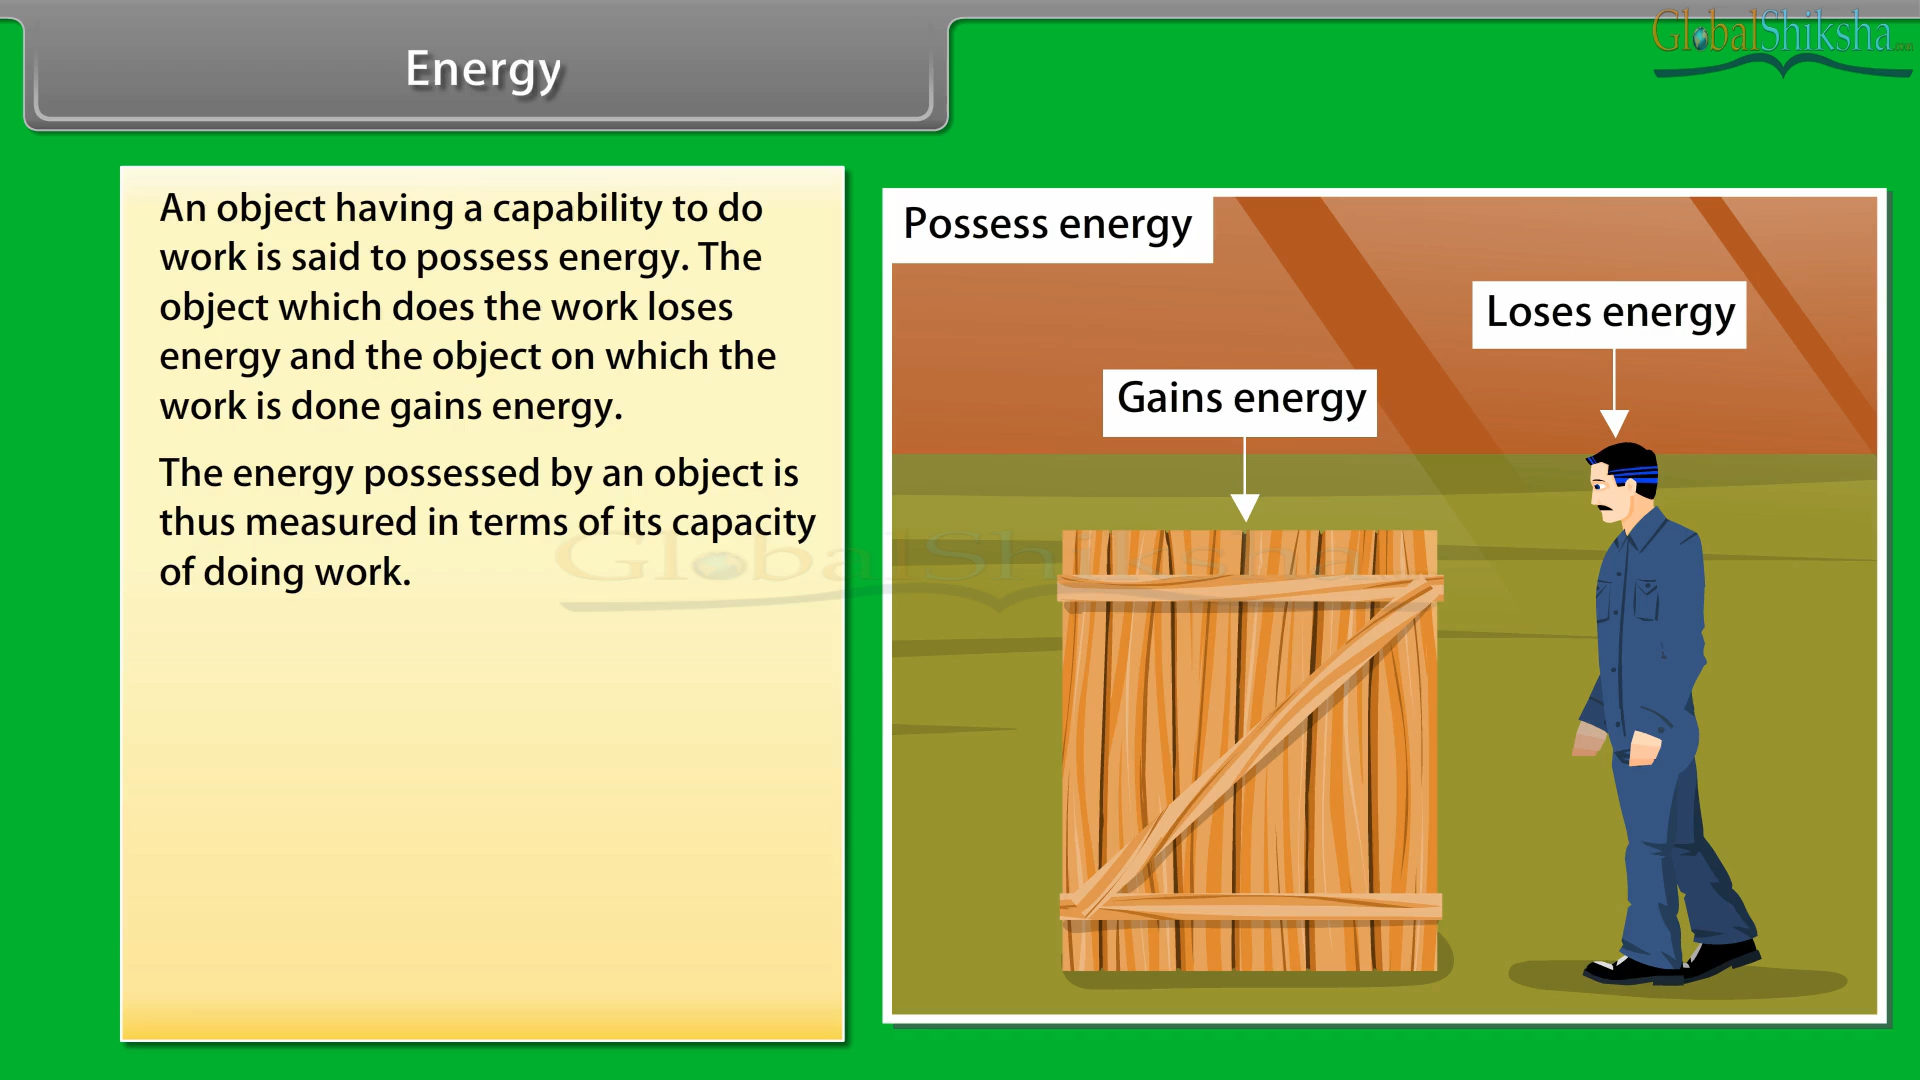 Energy
GlobalShiksha.com
An object having a capability to do
work is said to possess energy. The
object which does the work loses
energy and the object on which the
work is done gains energy.
The energy possessed by an object is
thus measured in terms of its capacity
of doing work.
Possess energy
Loses energy
Gains energy
GlobalShiksha